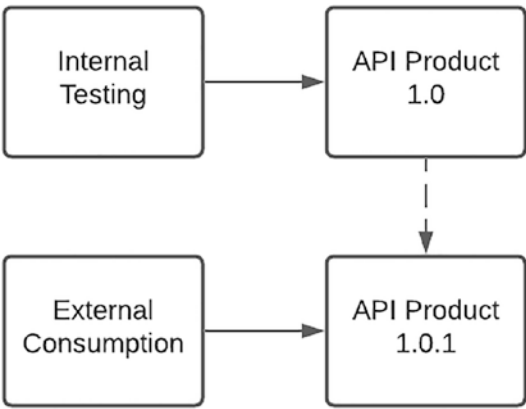 Internal
Testing
API Product
1.0
External
Consumption
API Product
1.0.1